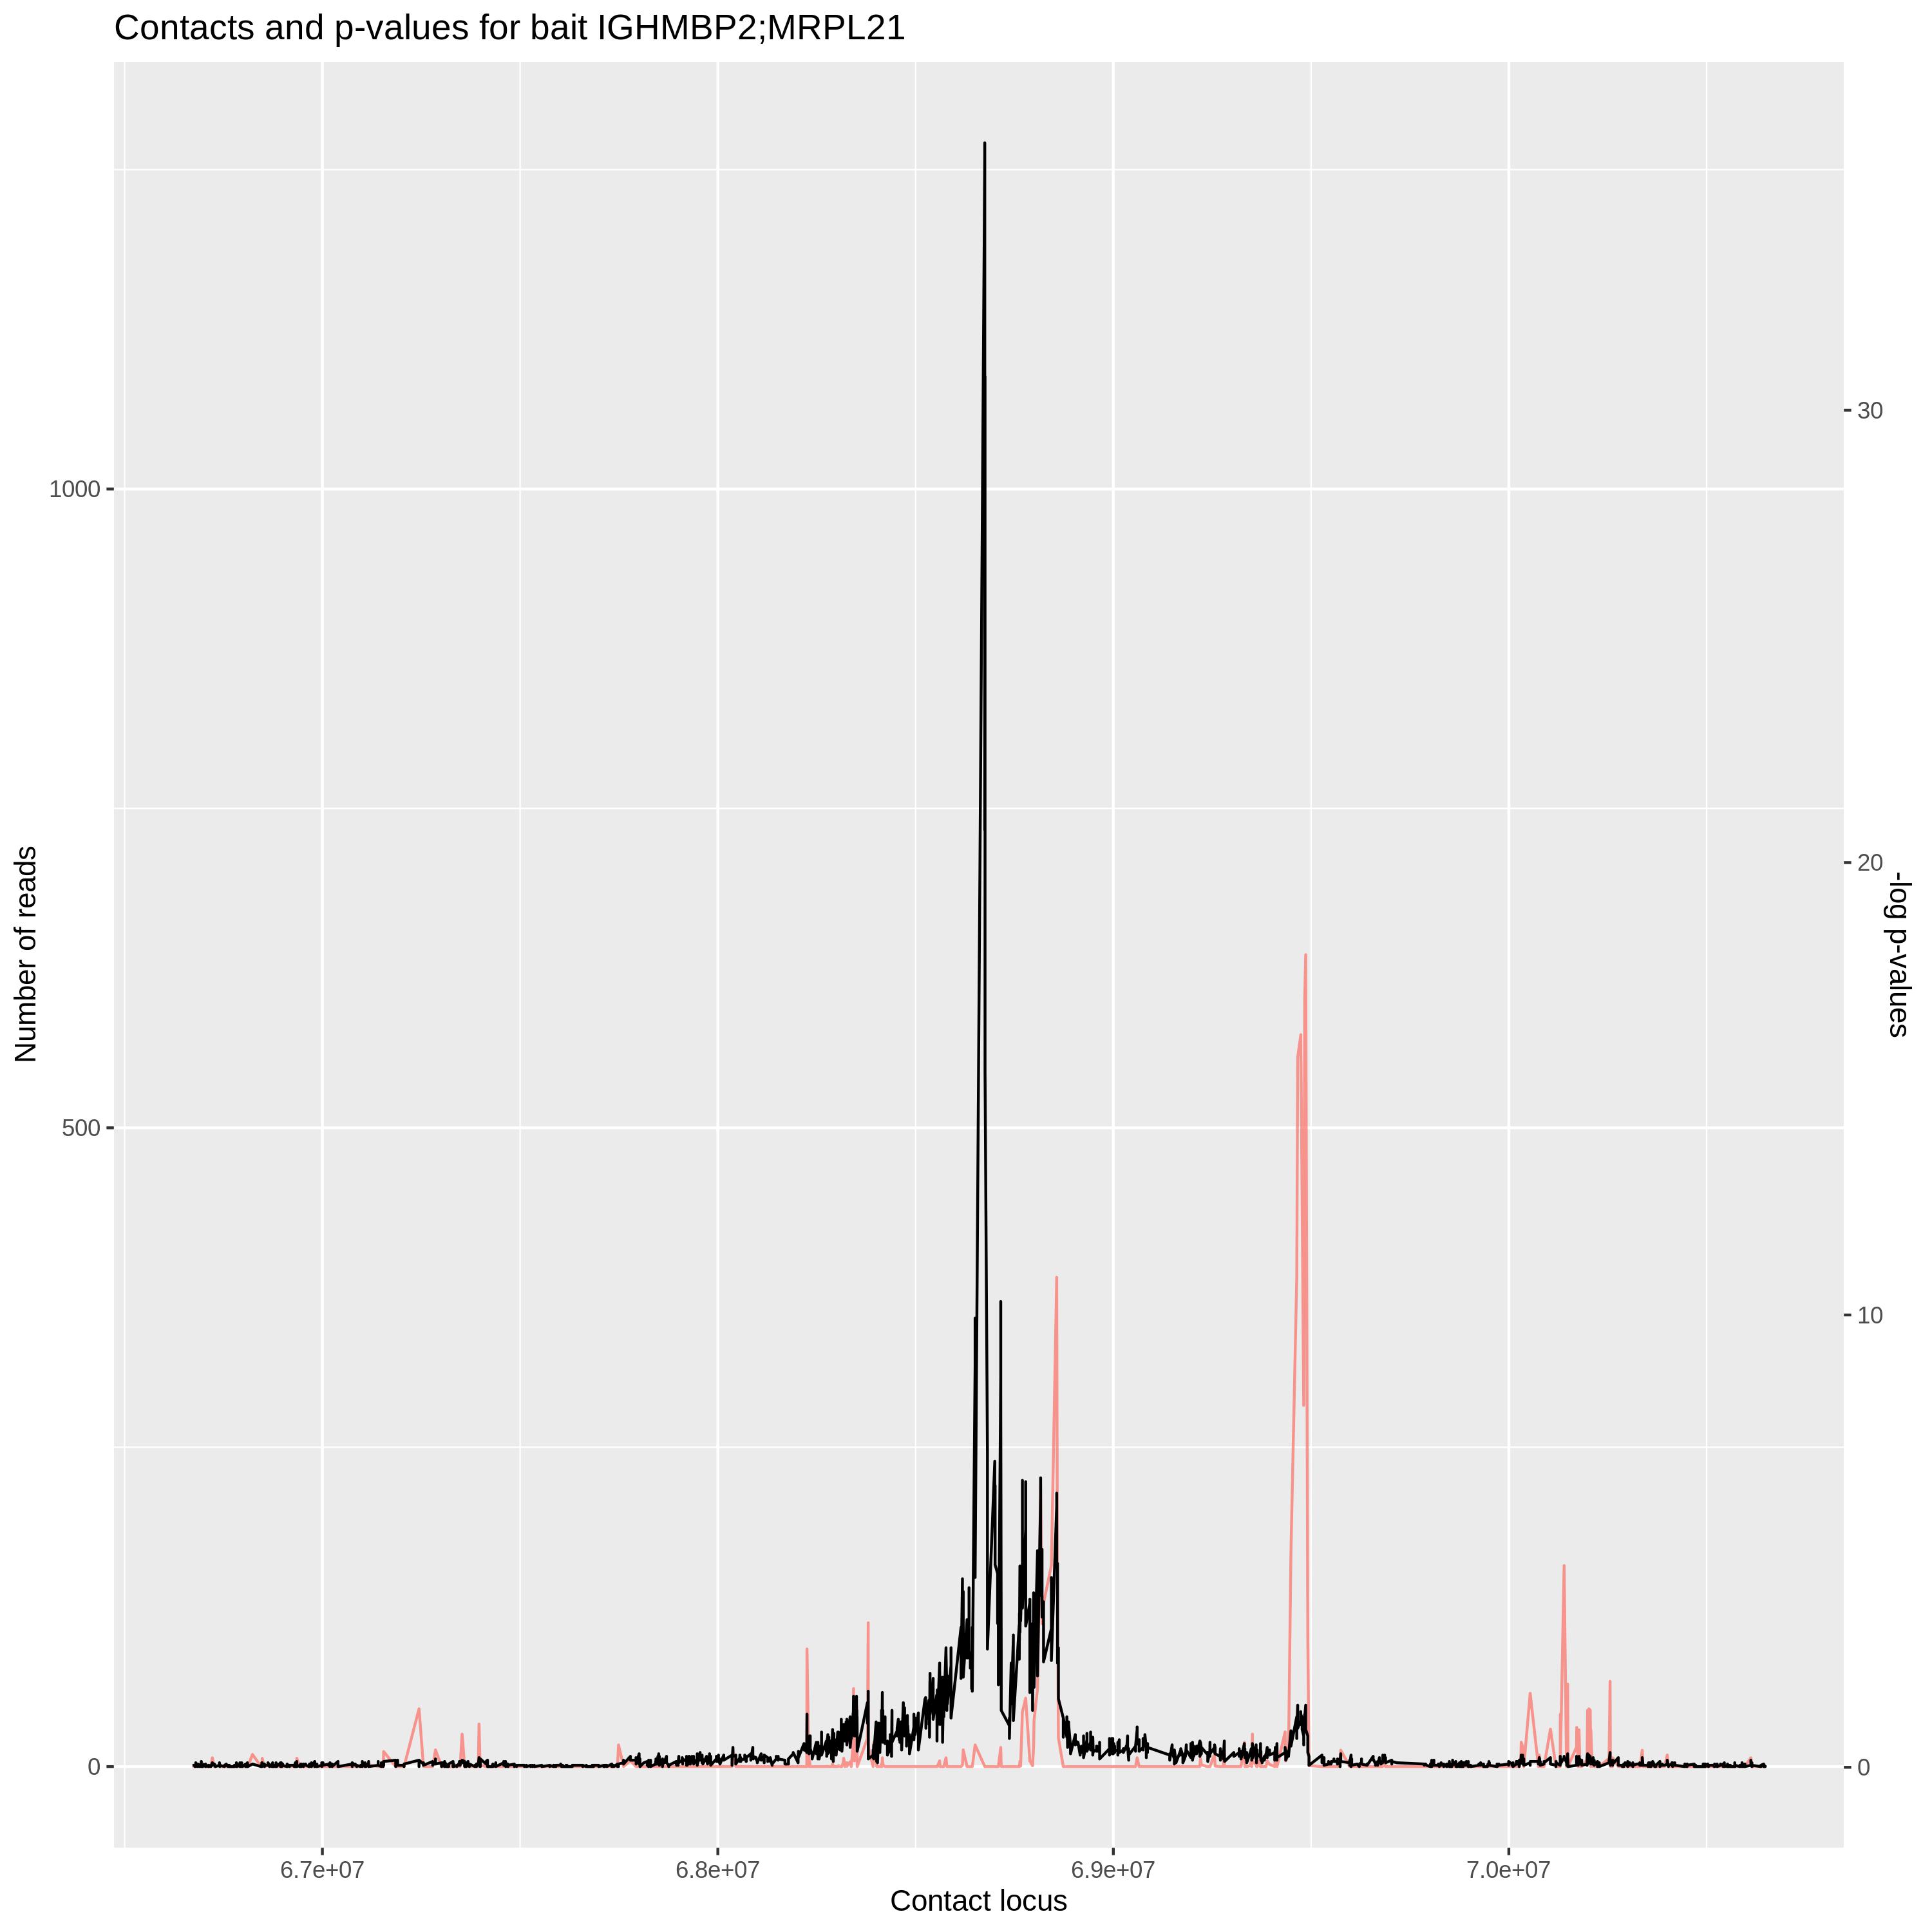 Contacts and p-values for bait IGHMBP2;MRPL21
Number of reads
1000
500
0
30
20
10
0
-log p-values
6.7e+07
6.8e+07
6.9e+07
7.0e+07
Contact locus